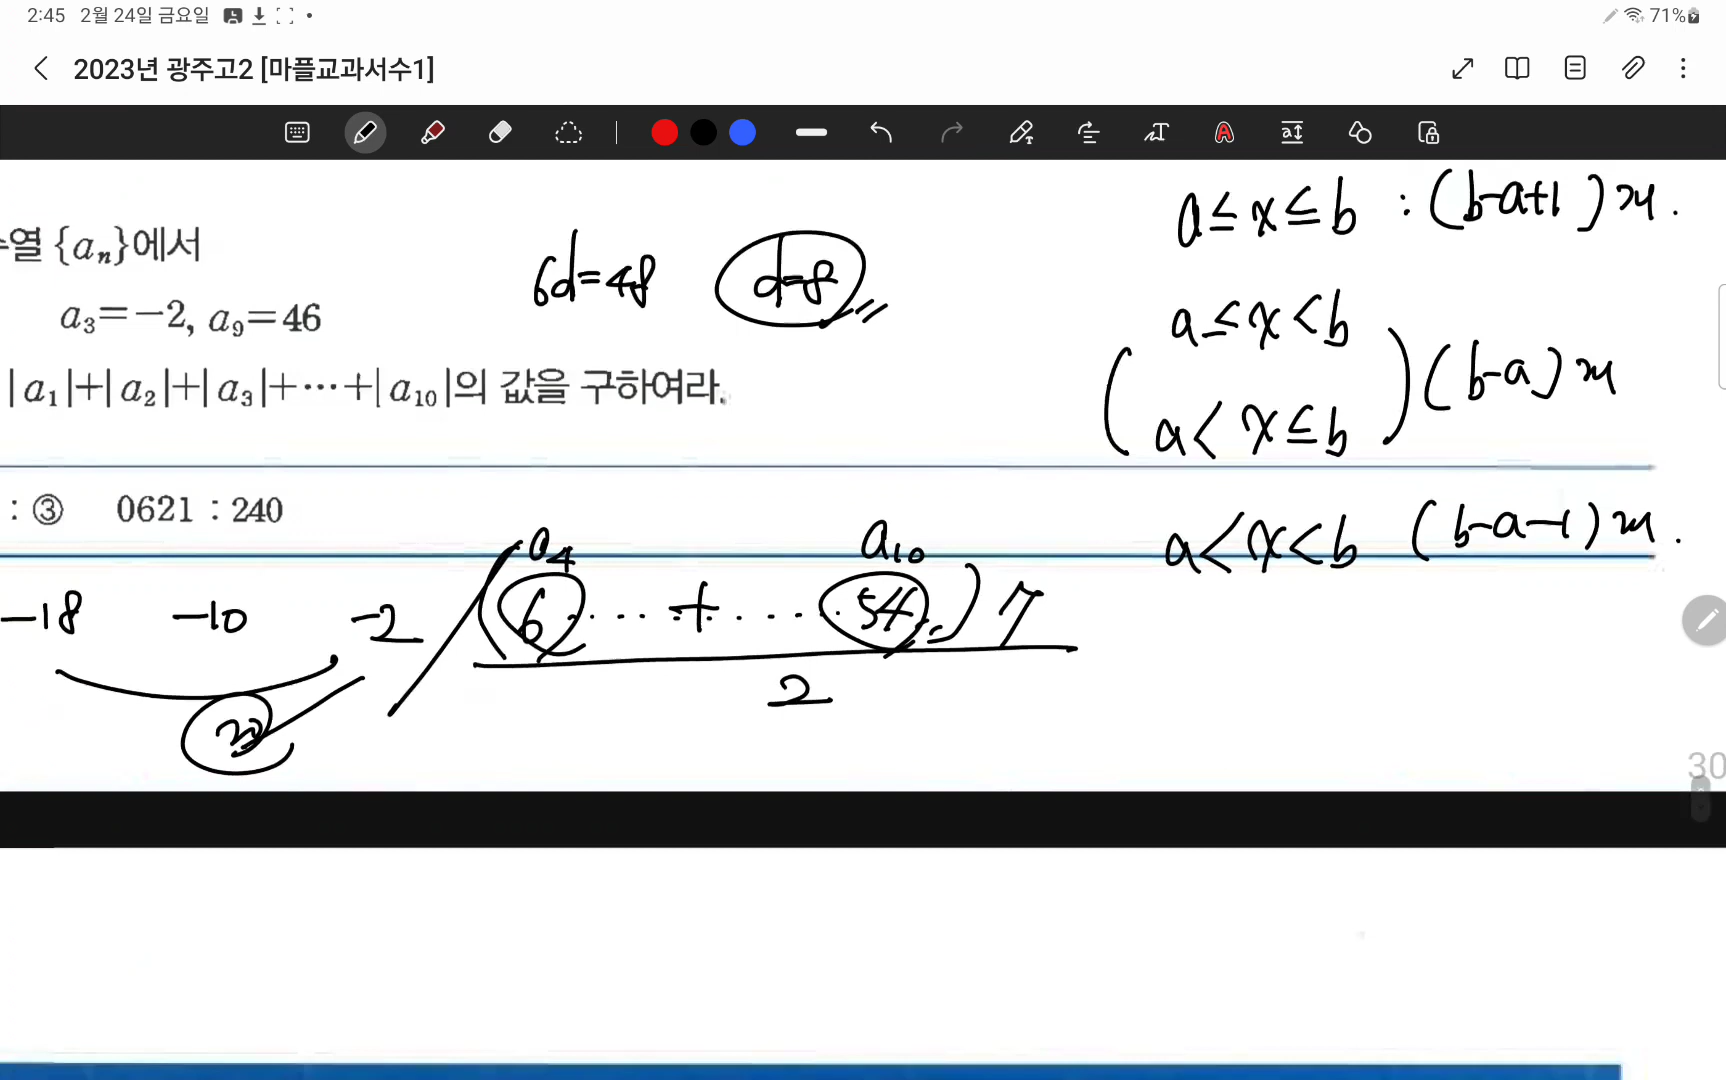 2:45 2월 24일 금요일
71%
2023년 광주고2 [마플교과서수1]
열 {aₙ}에서
a₃=−2, a₉=46
|a₁|+|a₂|+|a₃|+⋯+|a₁₀|의 값을 구하여라.
6d=48 d=8
a≤x≤b : (b-a+1)개.
a≤x<b
a<x≤b (b-a)개
a<x<b (b-a-1)개.
: ③ 0621 : 240
a₄ a₁₀
-18 -10 -2 (6 ... + ... 54) 7
2
30
30